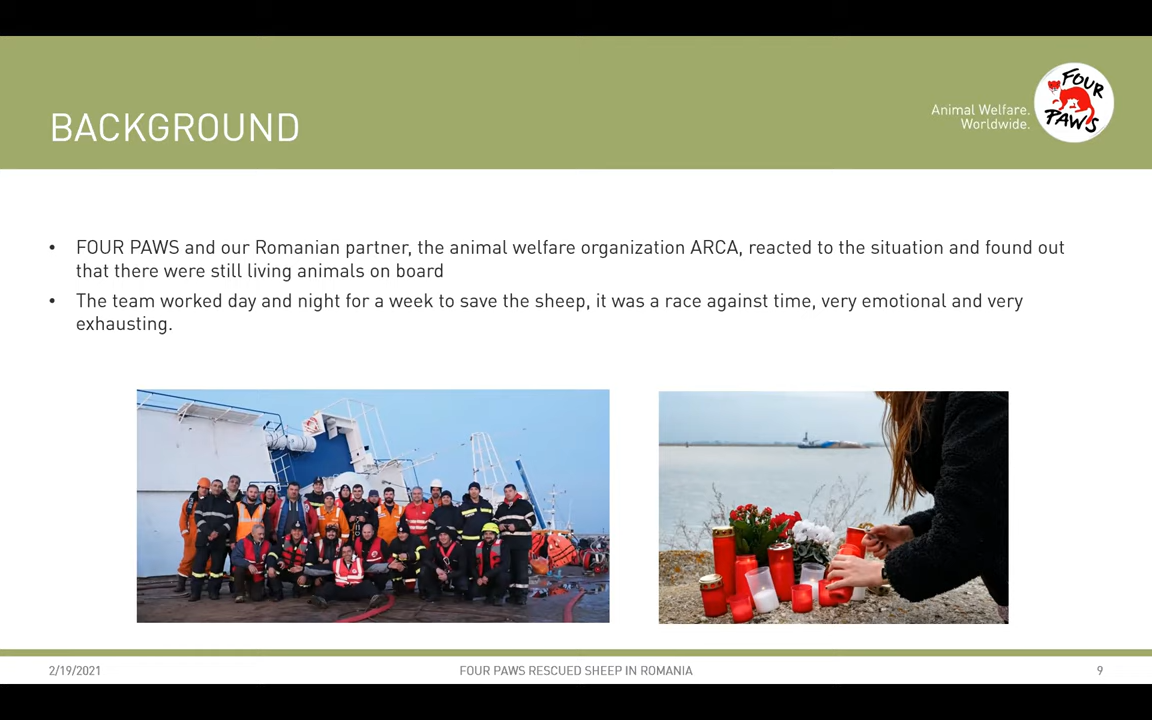 BACKGROUND
Animal Welfare.
Worldwide.
FOUR
PAWS
• FOUR PAWS and our Romanian partner, the animal welfare organization ARCA, reacted to the situation and found out
that there were still living animals on board
• The team worked day and night for a week to save the sheep, it was a race against time, very emotional and very
exhausting.
2/19/2021
FOUR PAWS RESCUED SHEEP IN ROMANIA
9